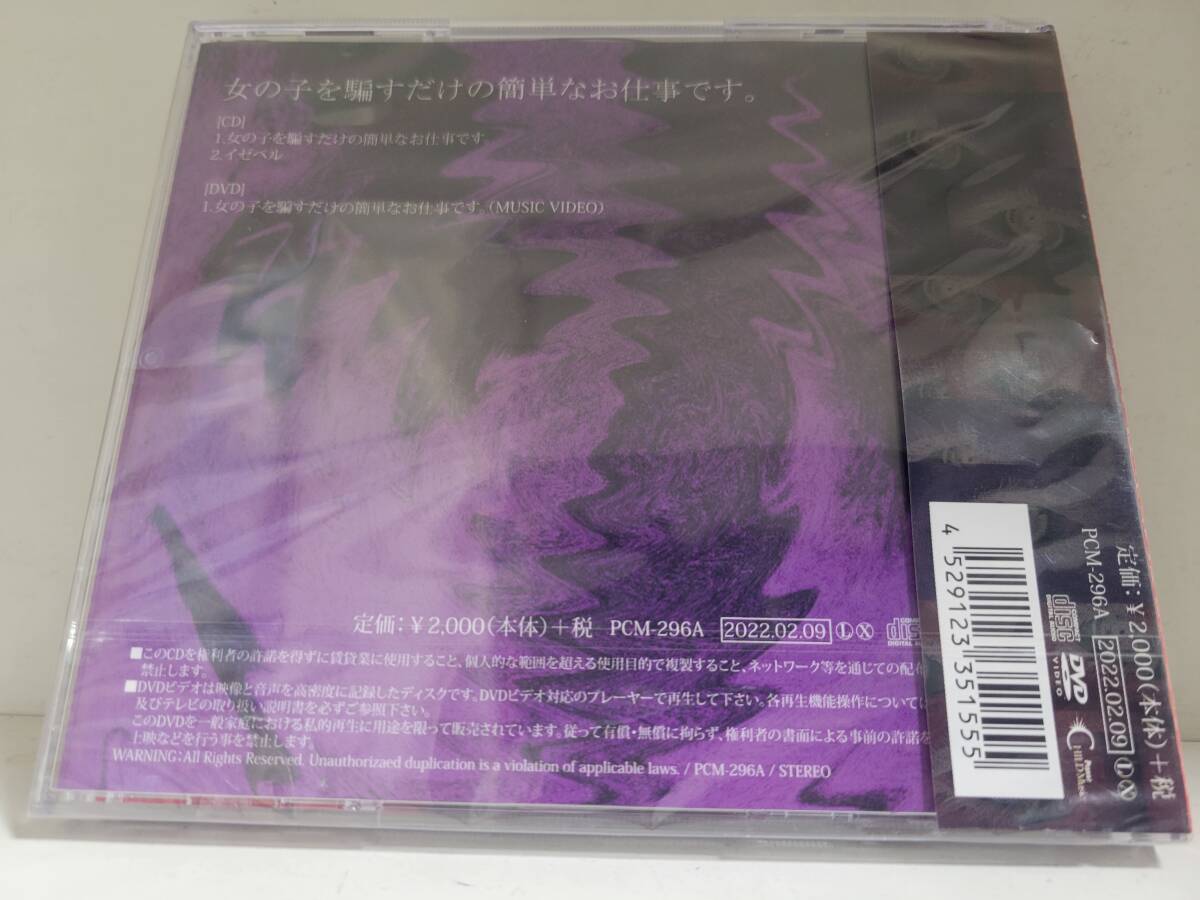 女の子を騙すだけの簡単なお仕事です。
[CD]
1.女の子を騙すだけの簡単なお仕事です
2.イゼベル
[DVD]
1.女の子を騙すだけの簡単なお仕事です。(MUSIC VIDEO)
定価:¥2,000(本体)+税 PCM-296A 2022.02.09 Ⓛ Ⓧ
■このCDを権利者の許諾を得ずに賃貸業に使用すること、個人的な範囲を超える使用目的で複製すること、ネットワーク等を通じての配信
禁止します。
■DVDビデオは映像と音声を高密度に記録したディスクです。DVDビデオ対応のプレーヤーで再生して下さい。各再生機能操作については
及びテレビの取り扱い説明書を必ずご参照下さい。
このDVDを一般家庭における私的再生に用途を限って販売されています。従って有償・無償に拘らず、権利者の書面による事前の許諾を
上映などを行う事を禁止します。
WARNING:All Rights Reserved. Unauthorizaed duplication is a violation of applicable laws. / PCM-296A / STEREO
定価:¥2,000(本体)+税
PCM-296A 2022.02.09 Ⓛ Ⓧ
disc DVD VIDEO
4 529123 351555